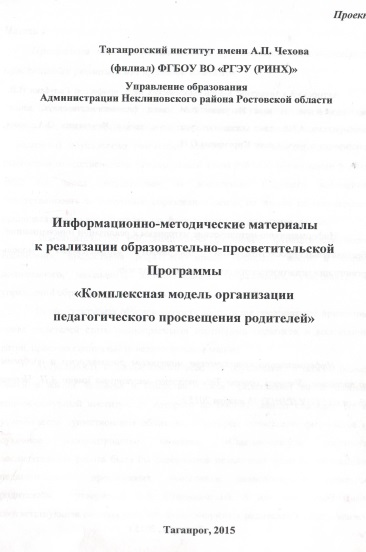 Проект
Таганрогский институт имени А.П. Чехова
(филиал) ФГБОУ ВО «РГЭУ (РИНХ)»
Управление образования
Администрации Неклиновского района Ростовской области
Информационно-методические материалы
к реализации образовательно-просветительской
Программы
«Комплексная модель организации
педагогического просвещения родителей»
Таганрог, 2015